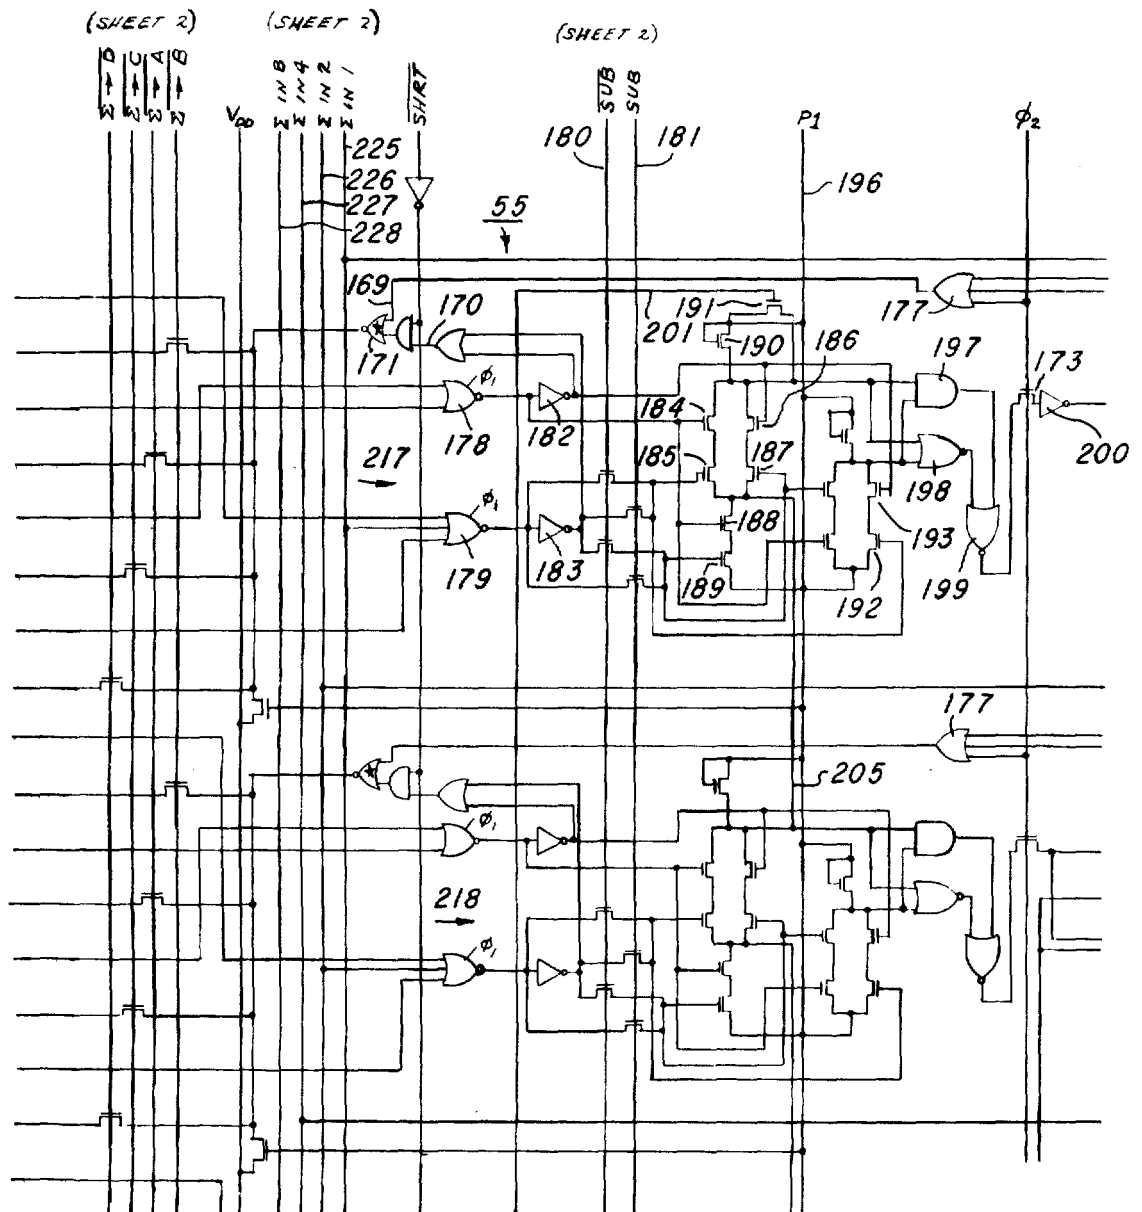 (SHEET 2) (SHEET 2) (SHEET 2)
Σ→D Σ→C Σ→A Σ→B VDD Σ IN 8 Σ IN 4 Σ IN 2 Σ IN 1 SHRT SUB SUB P1 ϕ2
225 180 181
226 196
227 55
228
169 170 191 177
201
171 190 186 197 173
ϕ1
178 182 184 200
217 185 187 198
ϕ1
188 193
179 183 189 192 199
177
205
ϕ1
218
ϕ1